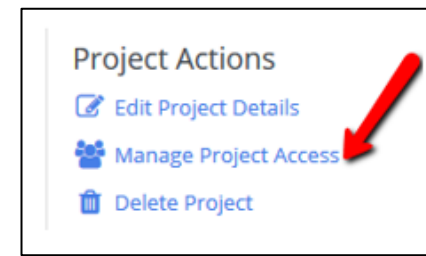 Project Actions
Edit Project Details
Manage Project Access
Delete Project